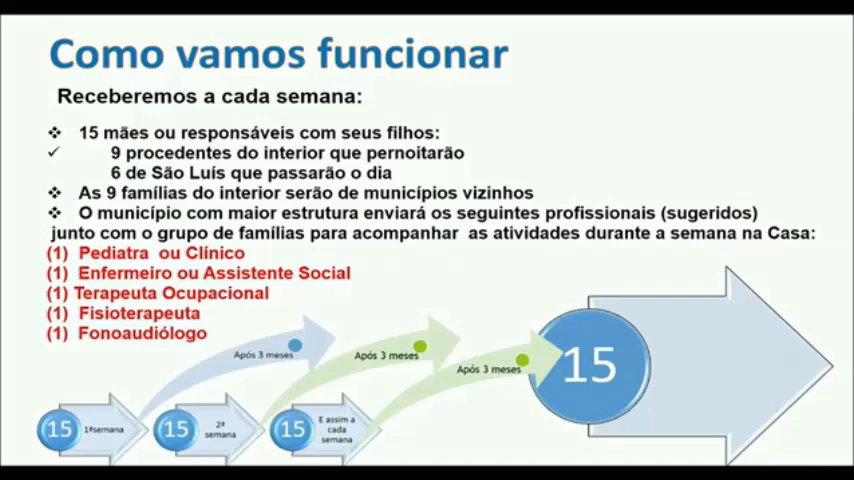 Como vamos funcionar
Receberemos a cada semana:
❖ 15 mães ou responsáveis com seus filhos:
✓ 9 procedentes do interior que pernoitarão
6 de São Luís que passarão o dia
❖ As 9 famílias do interior serão de municípios vizinhos
❖ O município com maior estrutura enviará os seguintes profissionais (sugeridos)
junto com o grupo de famílias para acompanhar as atividades durante a semana na Casa:
(1) Pediatra ou Clínico
(1) Enfermeiro ou Assistente Social
(1) Terapeuta Ocupacional
(1) Fisioterapeuta
(1) Fonoaudiólogo
Após 3 meses
Após 3 meses
Após 3 meses
15
15
1ªsemana
15
2ª
semana
15
E assim a
cada
semana